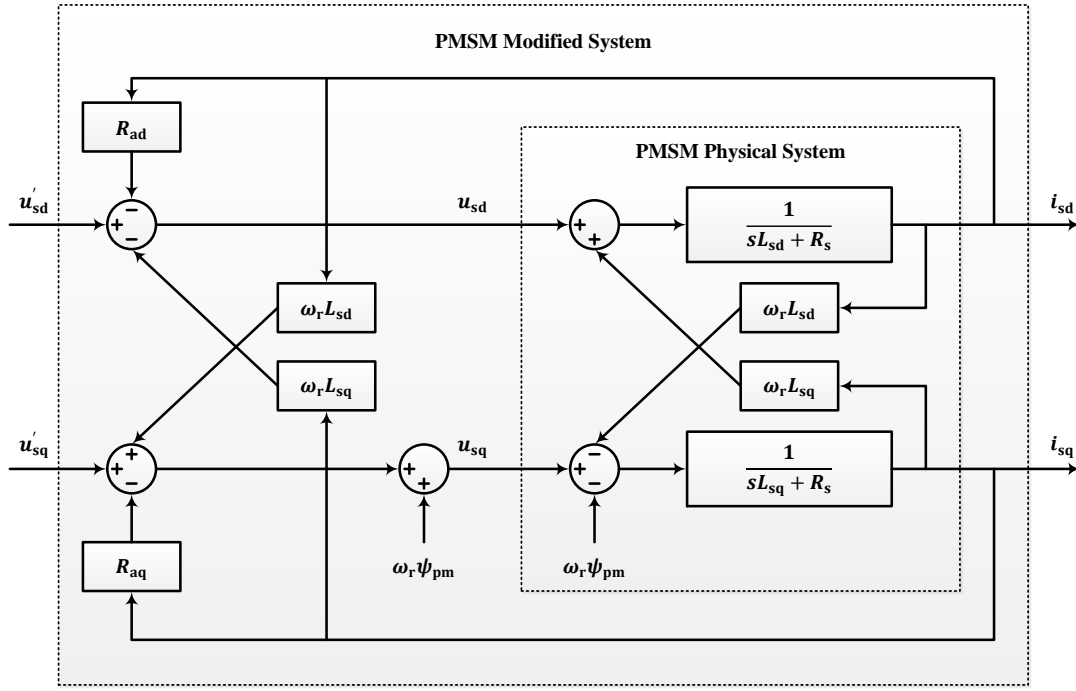 PMSM Modified System
R_ad
PMSM Physical System
u'_sd
− 
+
−
u_sd
+
+
1
sL_sd + R_s
i_sd
ω_r L_sd
ω_r L_sd
ω_r L_sq
ω_r L_sq
u'_sq
+
+
−
+
+
u_sq
−
+
−
1
sL_sq + R_s
i_sq
R_aq
ω_r ψ_pm
ω_r ψ_pm